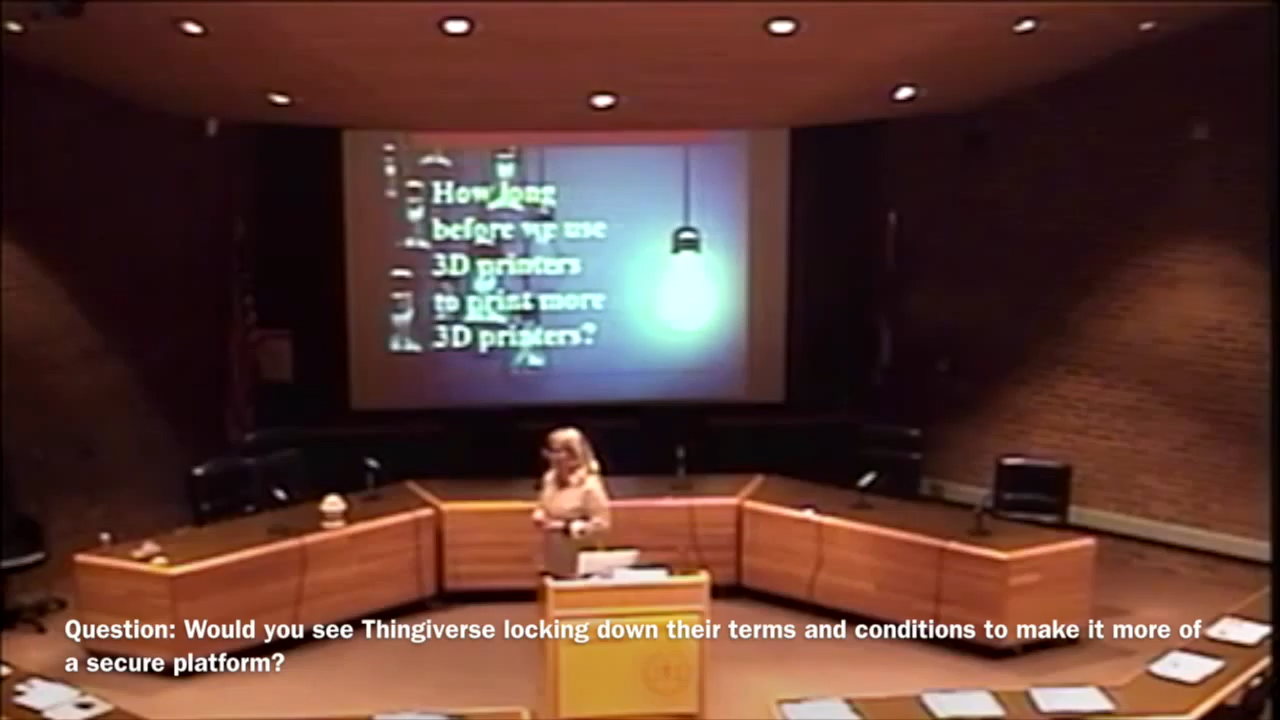 How long
before we use
3D printers
to print more
3D printers?
Question: Would you see Thingiverse locking down their terms and conditions to make it more of
a secure platform?